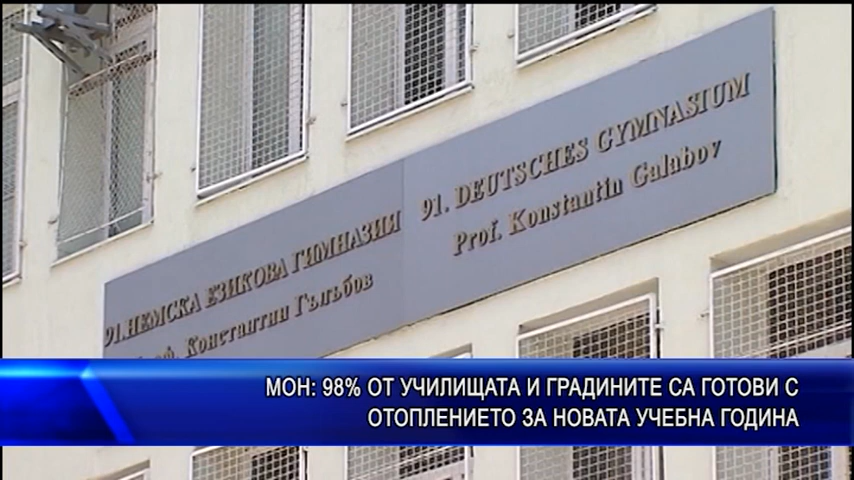 91.НЕМСКА ЕЗИКОВА ГИМНАЗИЯ
Проф. Константин Гълъбов
91. DEUTSCHES GYMNASIUM
Prof. Konstantin Galabov
МОН: 98% ОТ УЧИЛИЩАТА И ГРАДИНИТЕ СА ГОТОВИ С
ОТОПЛЕНИЕТО ЗА НОВАТА УЧЕБНА ГОДИНА